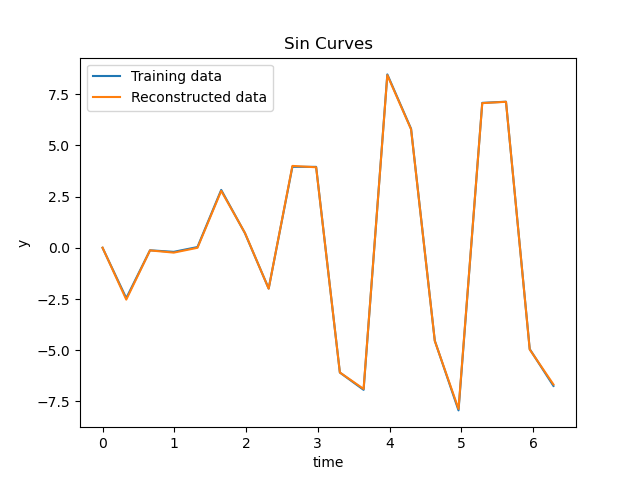 Sin Curves
Training data
Reconstructed data
7.5
5.0
2.5
0.0
−2.5
−5.0
−7.5
y
0 1 2 3 4 5 6
time